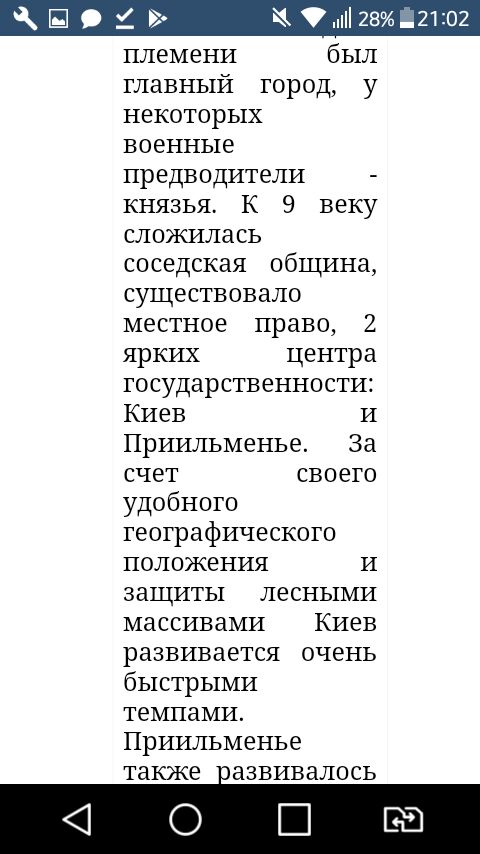 28% 21:02
племени был
главный город, у
некоторых
военные
предводители -
князья. К 9 веку
сложилась
соседская община,
существовало
местное право, 2
ярких центра
государственности:
Киев и
Приильменье. За
счет своего
удобного
географического
положения и
защиты лесными
массивами Киев
развивается очень
быстрыми
темпами.
Приильменье
также развивалось